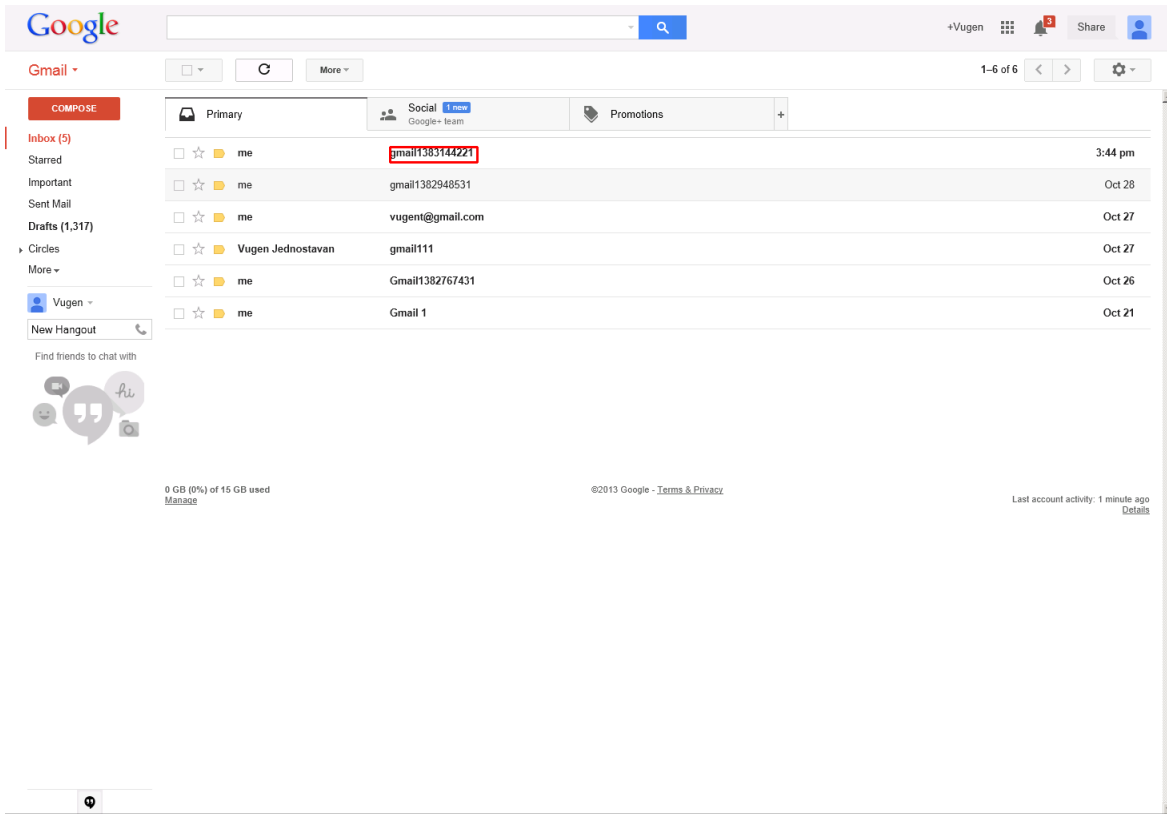 Google
+Vugen
3
Share
Gmail
More
1–6 of 6
COMPOSE
Primary
Social 1 new
Google+ team
Promotions
+
Inbox (5)
Starred
Important
Sent Mail
Drafts (1,317)
Circles
More
me gmail1383144221 3:44 pm
me gmail1382948531 Oct 28
me vugent@gmail.com Oct 27
Vugen Jednostavan gmail111 Oct 27
me Gmail1382767431 Oct 26
me Gmail 1 Oct 21
Vugen
New Hangout
Find friends to chat with
hi
0 GB (0%) of 15 GB used
Manage
©2013 Google - Terms & Privacy
Last account activity: 1 minute ago
Details